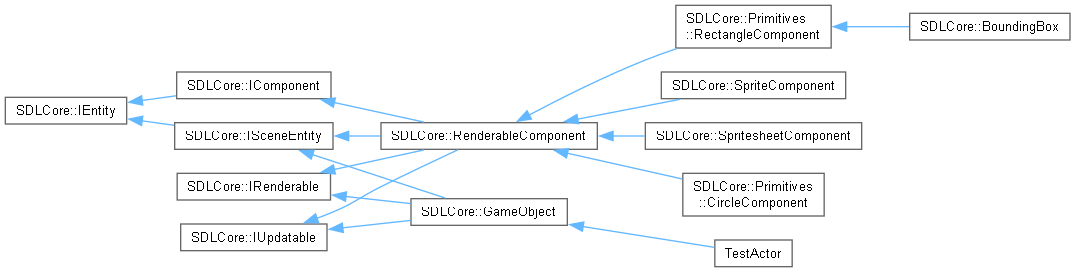 SDLCore::Primitives
::RectangleComponent
SDLCore::BoundingBox
SDLCore::IComponent
SDLCore::SpriteComponent
SDLCore::IEntity
SDLCore::ISceneEntity
SDLCore::RenderableComponent
SDLCore::SpritesheetComponent
SDLCore::IRenderable
SDLCore::Primitives
::CircleComponent
SDLCore::GameObject
SDLCore::IUpdatable
TestActor